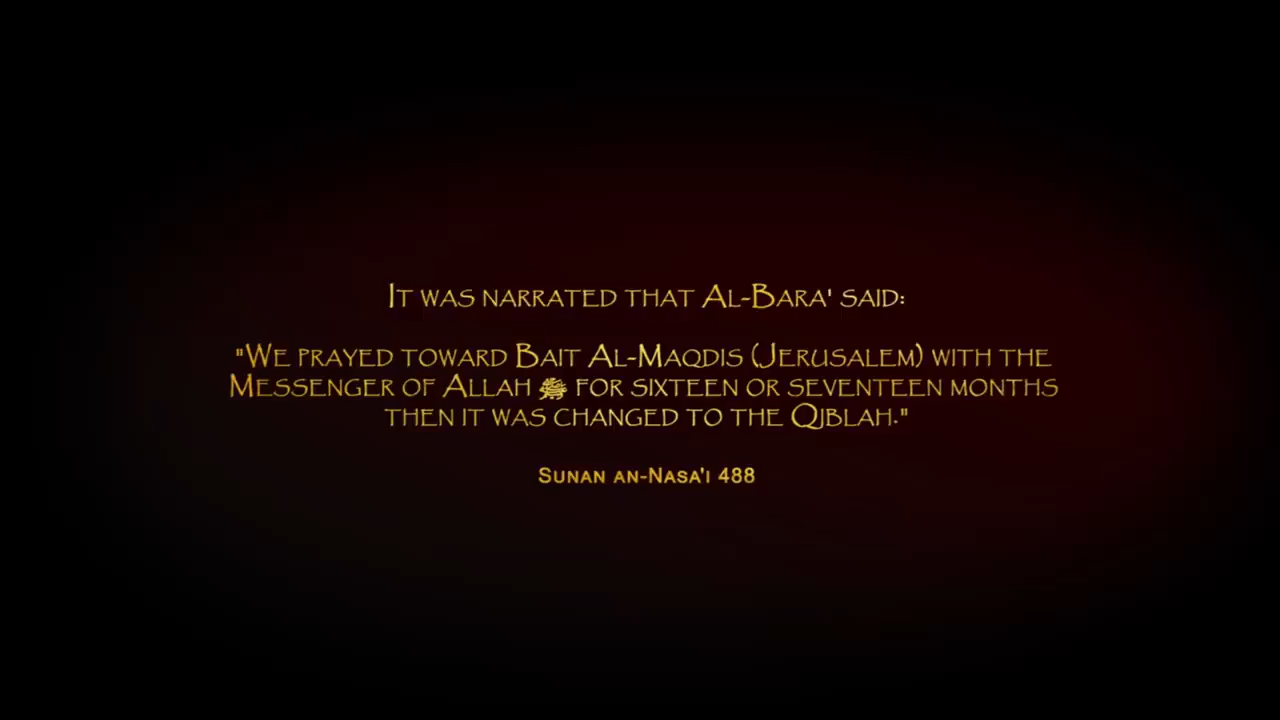 It was narrated that Al-Bara' said:
"We prayed toward Bait Al-Maqdis (Jerusalem) with the
Messenger of Allah ﷺ for sixteen or seventeen months
then it was changed to the Qiblah."
Sunan an-Nasa'i 488